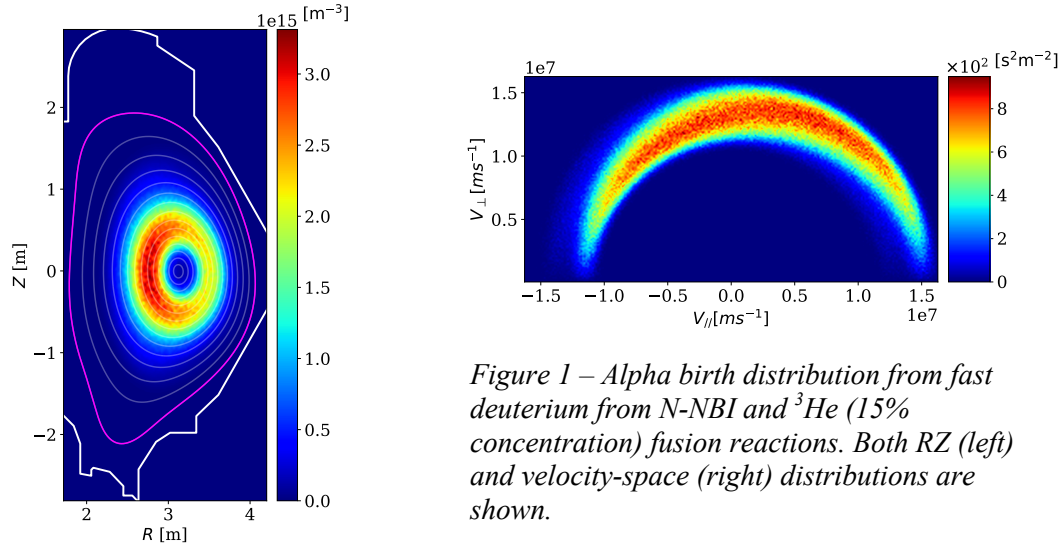 1e15 [m⁻³]
3.0
2.5
2.0
1.5
1.0
0.5
0.0
2
1
0
−1
−2
Z [m]
2 3 4
R [m]
1e7
1.5
1.0
0.5
V⊥ [ms⁻¹]
−1.5 −1.0 −0.5 0.0 0.5 1.0 1.5
1e7
V// [ms⁻¹]
×10² [s²m⁻²]
8
6
4
2
0
Figure 1 – Alpha birth distribution from fast
deuterium from N-NBI and ³He (15%
concentration) fusion reactions. Both RZ (left)
and velocity-space (right) distributions are
shown.